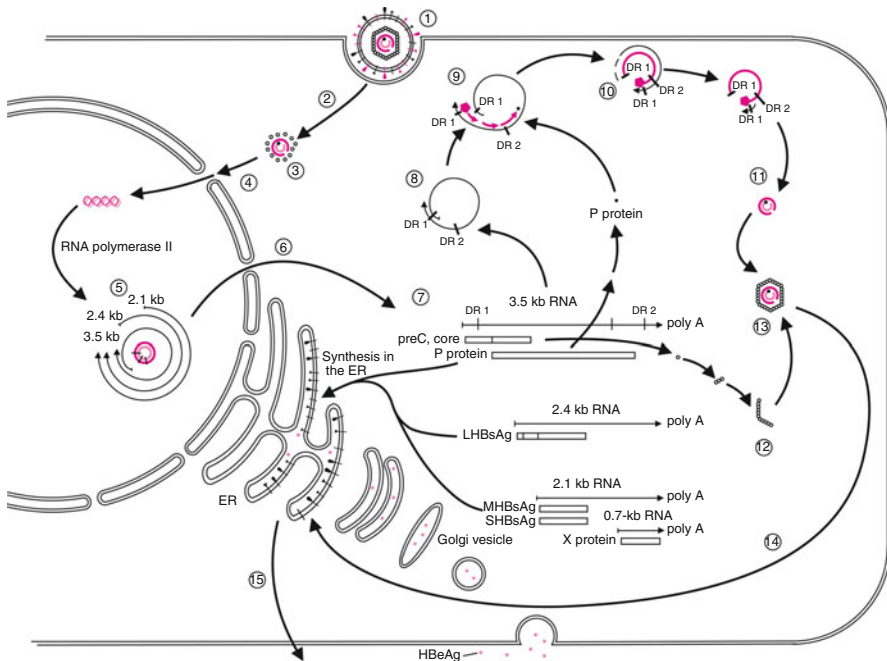 1
2
3
4
RNA polymerase II
5
2.1 kb
2.4 kb
3.5 kb
6
7
8
DR 1
DR 2
9
DR 1
DR 1
DR 2
10
DR 1
DR 2
DR 1
DR 1
DR 2
DR 1
11
P protein
3.5 kb RNA
DR 1
DR 2
poly A
preC, core
P protein
13
12
Synthesis in
the ER
2.4 kb RNA
poly A
LHBsAg
2.1 kb RNA
poly A
MHBsAg
SHBsAg
0.7-kb RNA
poly A
X protein
ER
Golgi vesicle
14
15
HBeAg